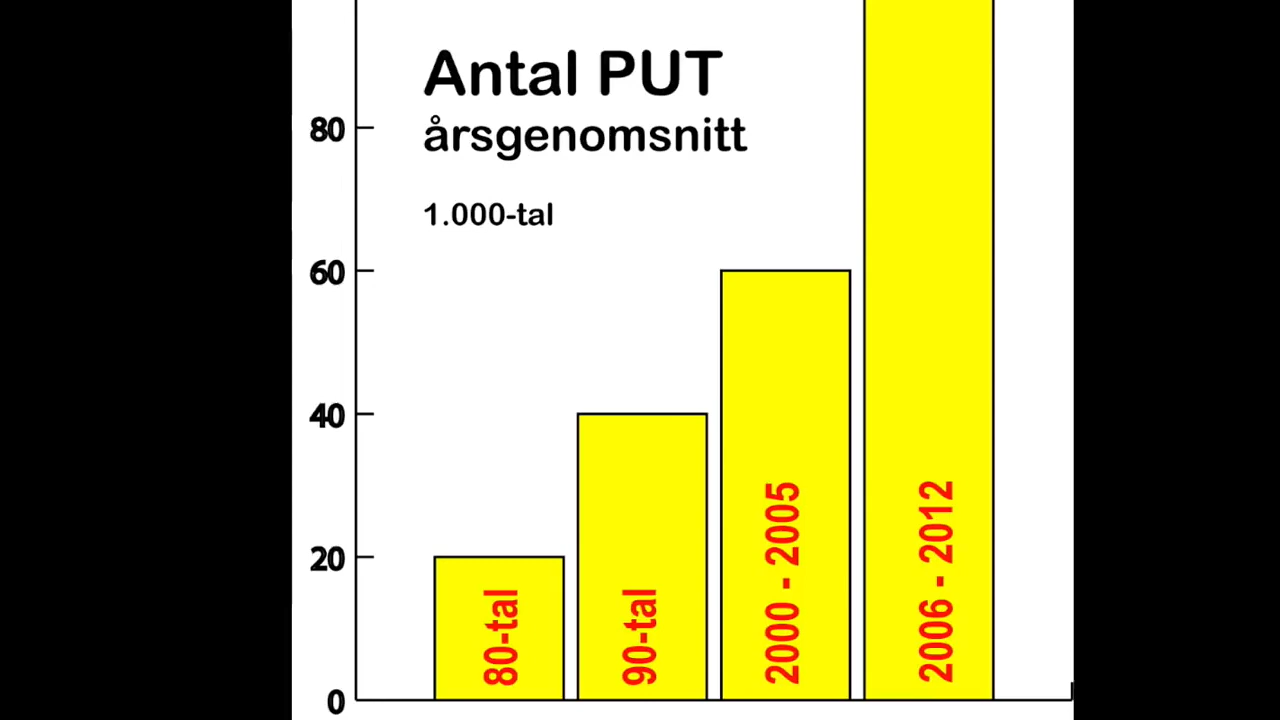 Antal PUT
årsgenomsnitt
1.000-tal
80
60
40
20
0
80-tal
90-tal
2000 - 2005
2006 - 2012